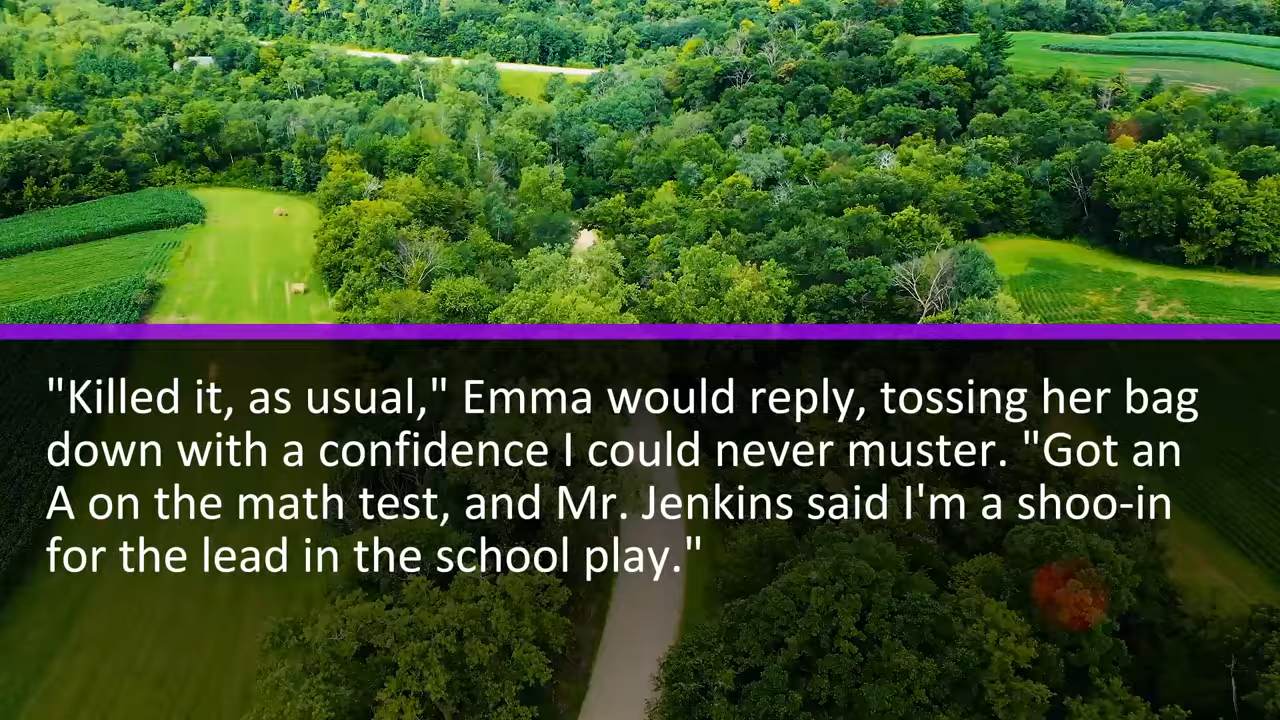 "Killed it, as usual," Emma would reply, tossing her bag
down with a confidence I could never muster. "Got an
A on the math test, and Mr. Jenkins said I'm a shoo-in
for the lead in the school play."